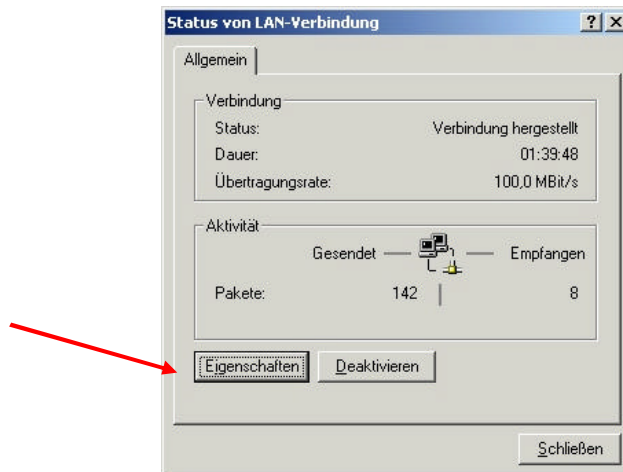 Status von LAN-Verbindung
Allgemein
Verbindung
Status: Verbindung hergestellt
Dauer: 01:39:48
Übertragungsrate: 100,0 MBit/s
Aktivität
Gesendet Empfangen
Pakete: 142 8
Eigenschaften Deaktivieren
Schließen